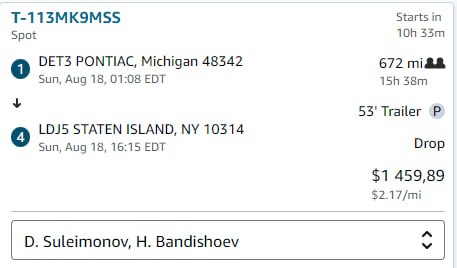 T-113MK9MSS
Starts in
Spot
10h 33m
1
DET3 PONTIAC, Michigan 48342
672 mi
Sun, Aug 18, 01:08 EDT
15h 38m
53' Trailer P
4
LDJ5 STATEN ISLAND, NY 10314
Sun, Aug 18, 16:15 EDT
Drop
$1 459,89
$2.17/mi
D. Suleimonov, H. Bandishoev